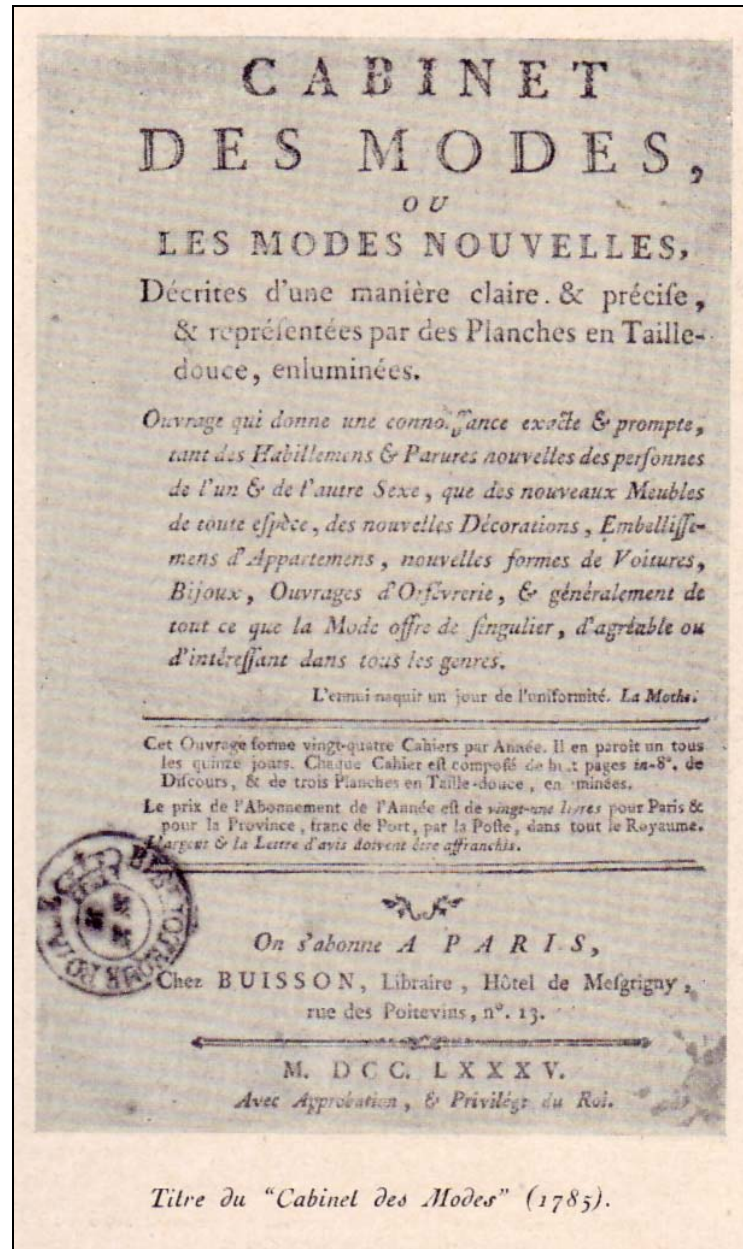 CABINET
DES MODES,
OU
LES MODES NOUVELLES,
Décrites d'une manière claire. & précise,
& représentées par des Planches en Taille-
douce, enluminées.
Ouvrage qui donne une connoissance exacte & prompte,
tant des Habillemens & Parures nouvelles des personnes
de l'un & de l'autre Sexe, que des nouveaux Meubles
de toute espèce, des nouvelles Décorations, Embellisse-
mens d'Appartemens, nouvelles formes de Voitures,
Bijoux, Ouvrages d'Orfévrerie, & généralement de
tout ce que la Mode offre de singulier, d'agréable ou
d'intéressant dans tous les genres.
L'ennui naquit un jour de l'uniformité. La Mothe.
Cet Ouvrage forme vingt-quatre Cahiers par Année. Il en paroît un tous
les quinze jours. Chaque Cahier est composé de huit pages in-8°. de
Discours, & de trois Planches en Taille-douce, enluminées.
Le prix de l'Abonnement de l'Année est de vingt-une livres pour Paris &
pour la Province, franc de Port, par la Poste, dans tout le Royaume.
L'argent & la Lettre d'avis doivent être affranchis.
On s'abonne A PARIS,
Chez BUISSON, Libraire, Hôtel de Mesgrigny,
rue des Poitevins, n°. 13.
M. DCC. LXXXV.
Avec Approbation, & Privilége du Roi.
Titre du "Cabinet des Modes" (1785).